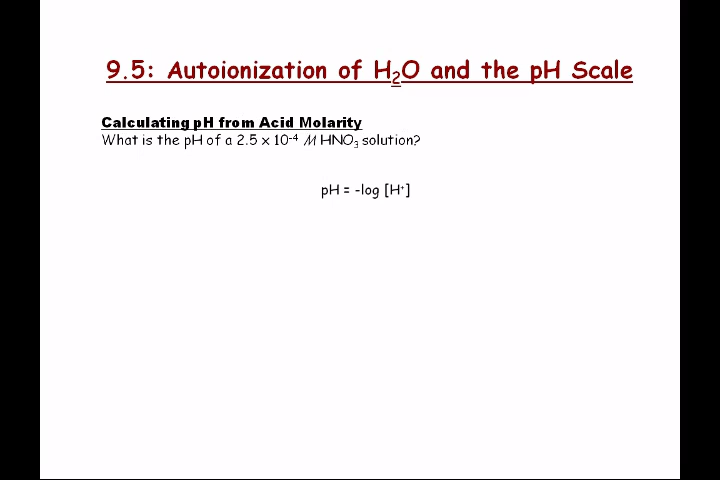 9.5: Autoionization of H₂O and the pH Scale
Calculating pH from Acid Molarity
What is the pH of a 2.5 x 10⁻⁴ M HNO₃ solution?
pH = -log [H⁺]